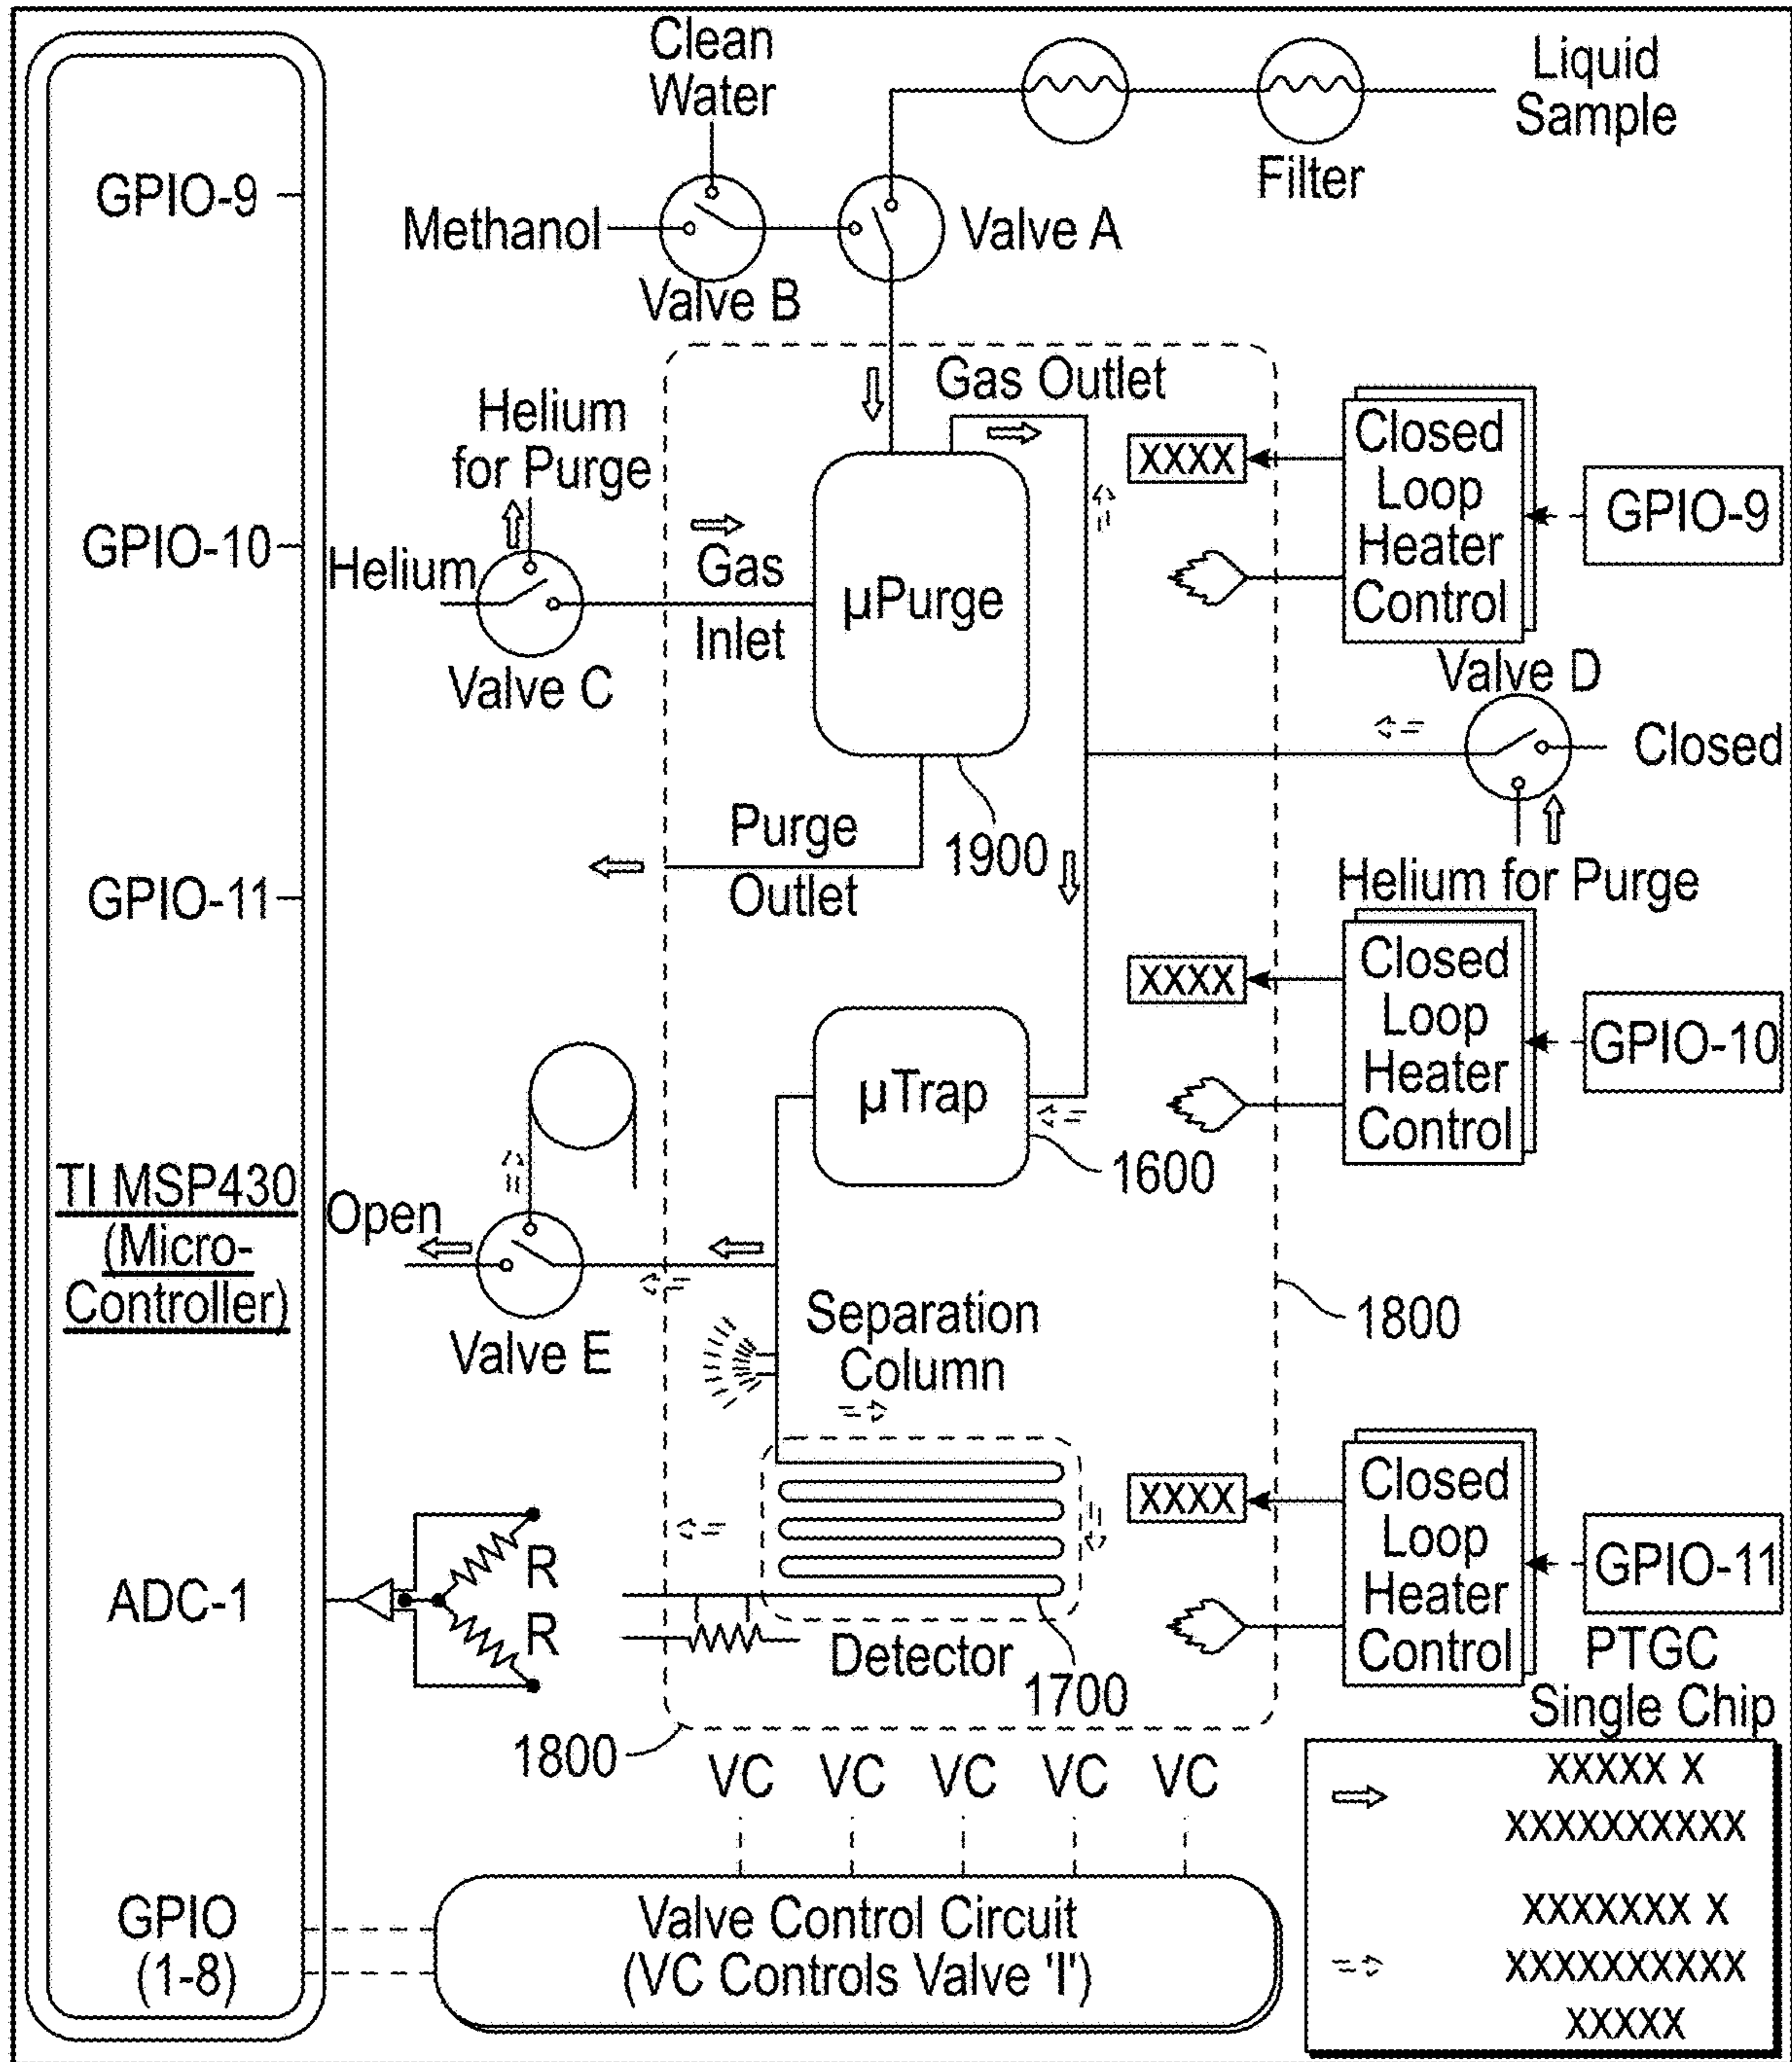 Clean
Water
Liquid
Sample
Filter
GPIO-9
Methanol
Valve A
Valve B
Gas Outlet
Helium
for Purge
XXXX
Closed
Loop
Heater
Control
GPIO-9
GPIO-10
Helium
Gas
Inlet
µPurge
Valve C
Valve D
Closed
Purge
Outlet
1900
Helium for Purge
GPIO-11
XXXX
Closed
Loop
Heater
Control
GPIO-10
µTrap
1600
TI MSP430
(Micro-
Controller)
Open
Valve E
Separation
Column
1800
XXXX
Closed
Loop
Heater
Control
GPIO-11
ADC-1
R
R
Detector
1700
PTGC
Single Chip
1800
VC VC VC VC VC
XXXXX X
XXXXXXXXXX
XXXXXXX X
XXXXXXXXXX
XXXXX
GPIO
(1-8)
Valve Control Circuit
(VC Controls Valve 'I')